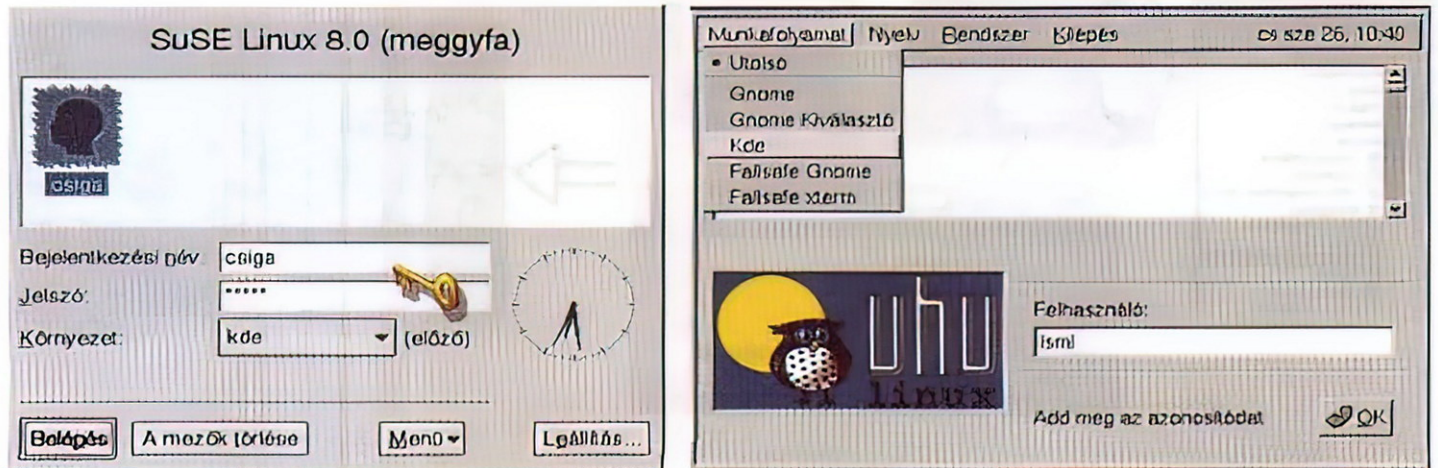 SuSE Linux 8.0 (meggyfa)
csiga
Bejelentkezési név:
csiga
Jelszó:
*****
Környezet:
kde
(előző)
Belépés
A mezők törlése
Menü
Leállítás...
Munkafolyamat Nyelv Rendszer Kilépés
cs sze 26, 10:40
Utolsó
Gnome
Gnome Kiválasztó
Kde
Failsafe Gnome
Failsafe xterm
uhu
linux
Felhasználó:
ismi
Add meg az azonosítódat
OK